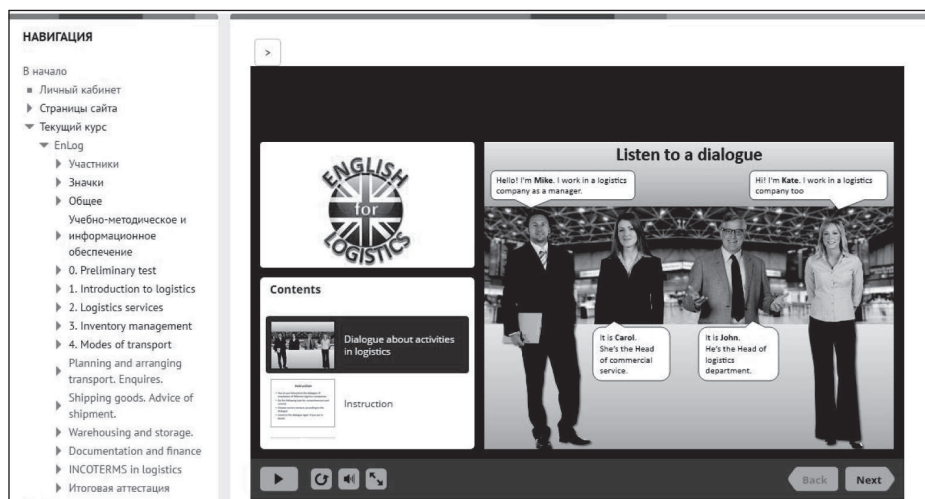 НАВИГАЦИЯ
В начало
Личный кабинет
Страницы сайта
Текущий курс
EnLog
Участники
Значки
Общее
Учебно-методическое и
информационное
обеспечение
0. Preliminary test
1. Introduction to logistics
2. Logistics services
3. Inventory management
4. Modes of transport
Planning and arranging
transport. Enquires.
Shipping goods. Advice of
shipment.
Warehousing and storage.
Documentation and finance
INCOTERMS in logistics
Итоговая аттестация
>
ENGLISH
for
LOGISTICS
Contents
Dialogue about activities
in logistics
Instruction
Instruction
Listen to a dialogue
Hello! I'm Mike. I work in a logistics
company as a manager.
Hi! I'm Kate. I work in a logistics
company too
It is Carol.
She's the Head
of commercial
service.
It is John.
He's the Head of
logistics
department.
Back
Next